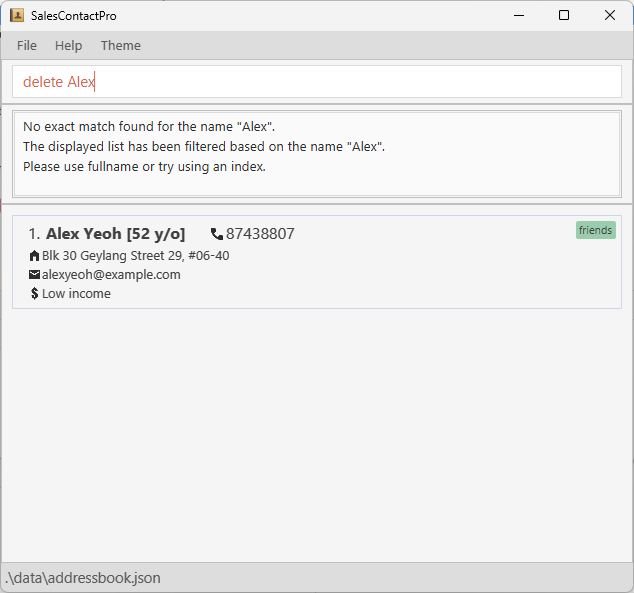 SalesContactPro
File Help Theme
delete Alex
No exact match found for the name "Alex".
The displayed list has been filtered based on the name "Alex".
Please use fullname or try using an index.
1. Alex Yeoh [52 y/o] 87438807 friends
Blk 30 Geylang Street 29, #06-40
alexyeoh@example.com
$ Low income
.\data\addressbook.json